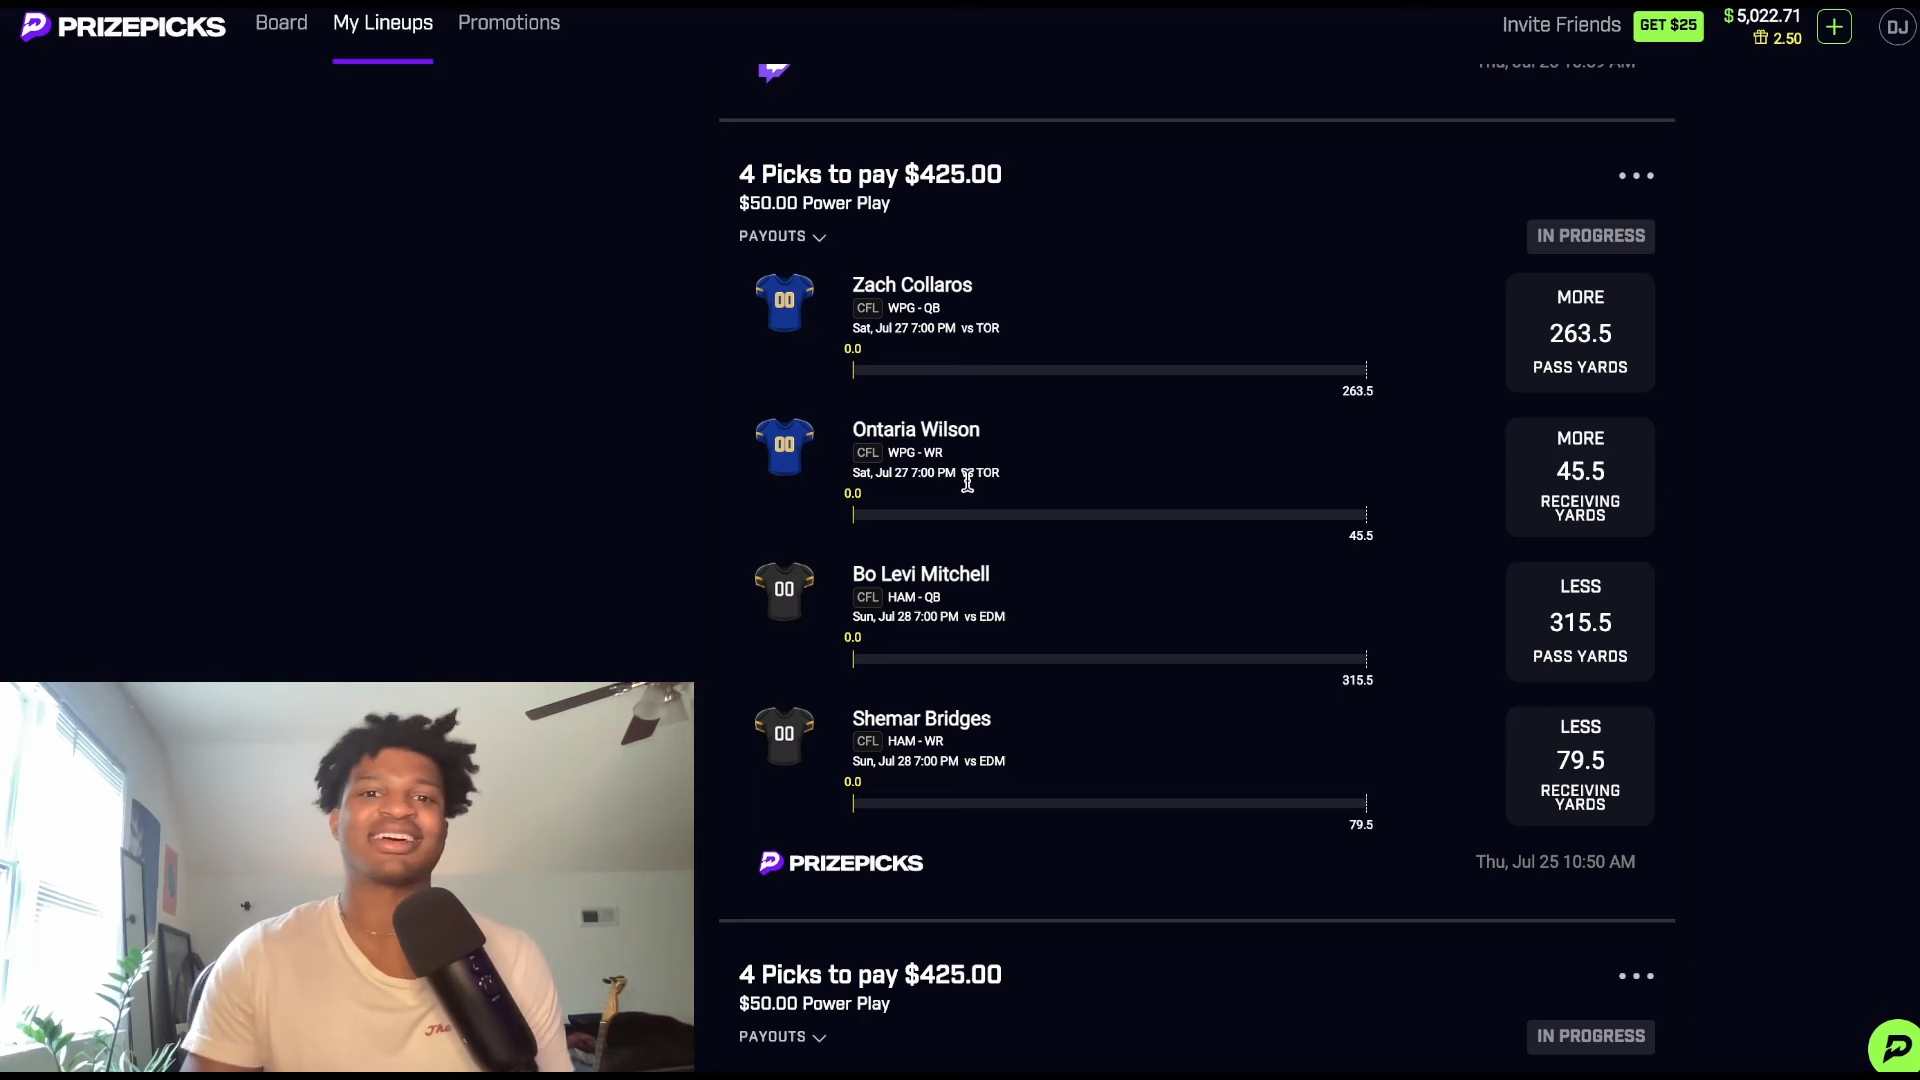 PRIZEPICKS
Board
My Lineups
Promotions
Invite Friends
GET $25
$ 5,022.71
2.50
DJ
4 Picks to pay $425.00
$50.00 Power Play
PAYOUTS
IN PROGRESS
00
Zach Collaros
CFL WPG - QB
Sat, Jul 27 7:00 PM vs TOR
0.0
263.5
MORE
263.5
PASS YARDS
00
Ontaria Wilson
CFL WPG - WR
Sat, Jul 27 7:00 PM TOR
0.0
45.5
MORE
45.5
RECEIVING
YARDS
00
Bo Levi Mitchell
CFL HAM - QB
Sun, Jul 28 7:00 PM vs EDM
0.0
315.5
LESS
315.5
PASS YARDS
00
Shemar Bridges
CFL HAM - WR
Sun, Jul 28 7:00 PM vs EDM
0.0
79.5
LESS
79.5
RECEIVING
YARDS
PRIZEPICKS
Thu, Jul 25 10:50 AM
The
4 Picks to pay $425.00
$50.00 Power Play
PAYOUTS
IN PROGRESS